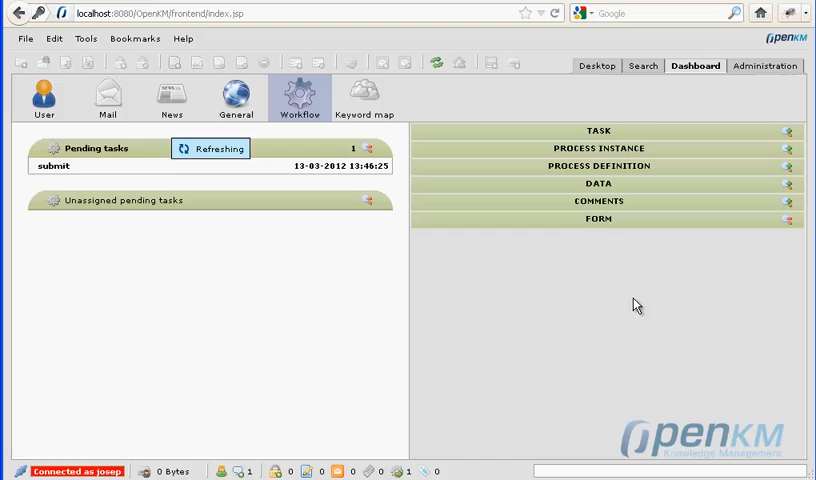 localhost:8080/OpenKM/frontend/index.jsp
Google
File Edit Tools Bookmarks Help
OpenKM
Desktop Search Dashboard Administration
NEWS
User Mail News General Workflow Keyword map
Pending tasks Refreshing 1
submit 13-03-2012 13:46:25
Unassigned pending tasks
TASK
PROCESS INSTANCE
PROCESS DEFINITION
DATA
COMMENTS
FORM
OpenKM
Knowledge Management
Connected as josep 0 Bytes 1 0 0 0 0 1 0